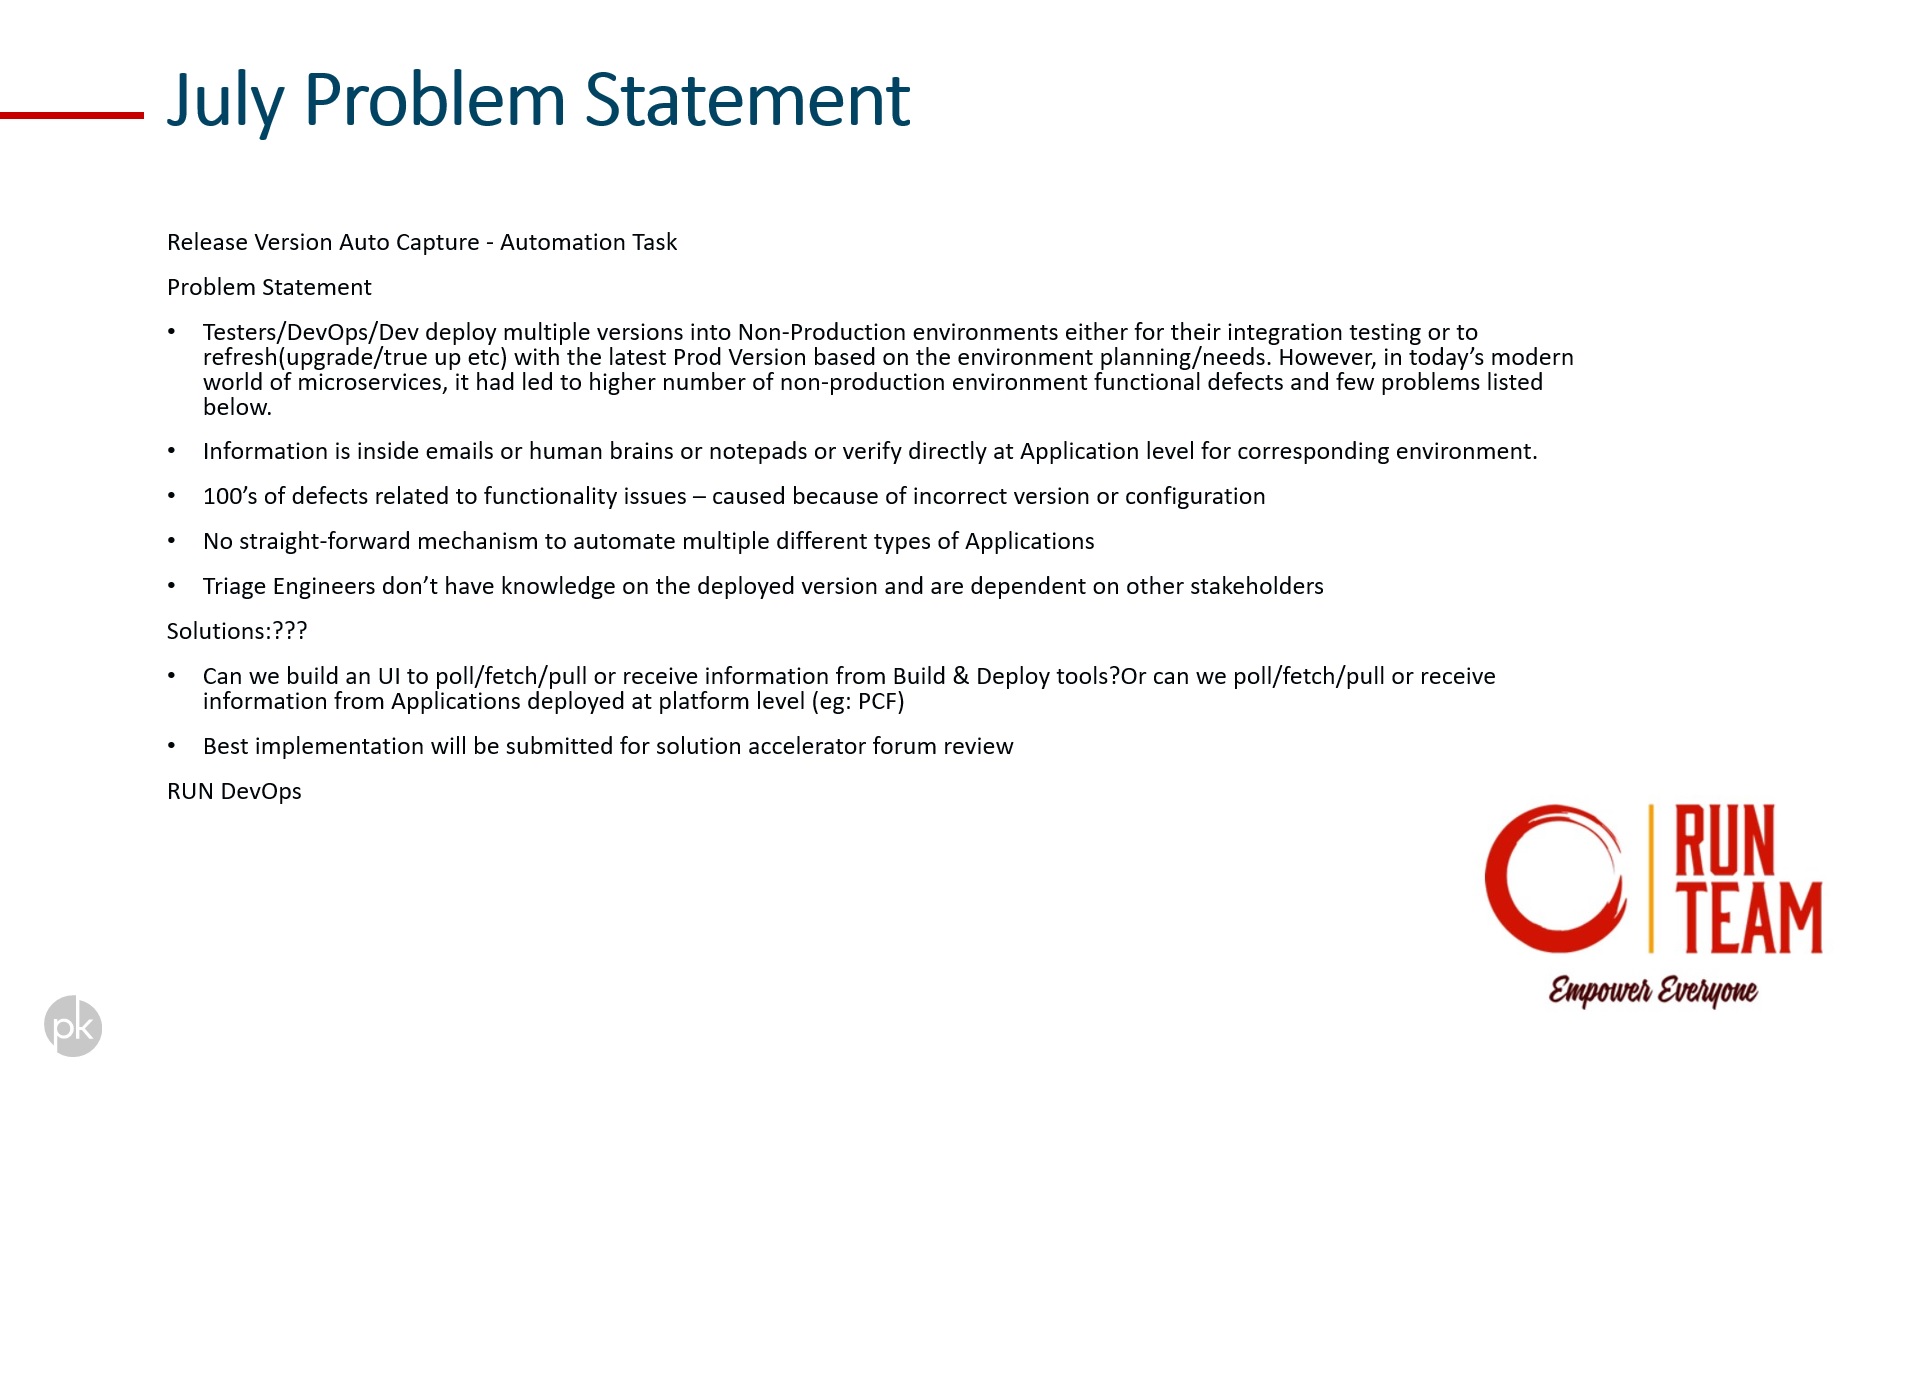 July Problem Statement
Release Version Auto Capture - Automation Task
Problem Statement
• Testers/DevOps/Dev deploy multiple versions into Non-Production environments either for their integration testing or to
refresh(upgrade/true up etc) with the latest Prod Version based on the environment planning/needs. However, in today’s modern
world of microservices, it had led to higher number of non-production environment functional defects and few problems listed
below.
• Information is inside emails or human brains or notepads or verify directly at Application level for corresponding environment.
• 100’s of defects related to functionality issues – caused because of incorrect version or configuration
• No straight-forward mechanism to automate multiple different types of Applications
• Triage Engineers don’t have knowledge on the deployed version and are dependent on other stakeholders
Solutions:???
• Can we build an UI to poll/fetch/pull or receive information from Build & Deploy tools?Or can we poll/fetch/pull or receive
information from Applications deployed at platform level (eg: PCF)
• Best implementation will be submitted for solution accelerator forum review
RUN DevOps
RUN
TEAM
Empower Everyone
pk